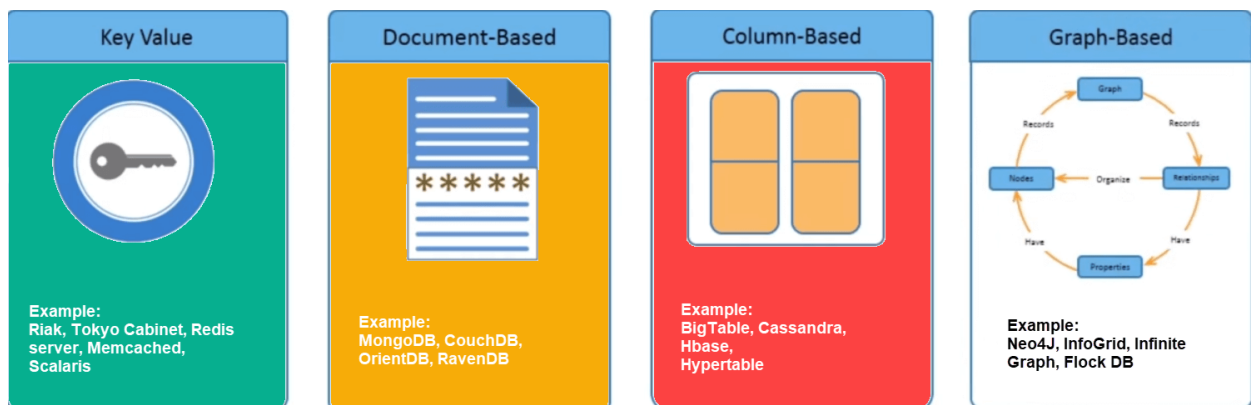 Key Value
Example:
Riak, Tokyo Cabinet, Redis
server, Memcached,
Scalaris
Document-Based
*****
Example:
MongoDB, CouchDB,
OrientDB, RavenDB
Column-Based
Example:
BigTable, Cassandra,
Hbase,
Hypertable
Graph-Based
Graph
Records
Records
Nodes
Organize
Relationships
Have
Have
Properties
Example:
Neo4J, InfoGrid, Infinite
Graph, Flock DB